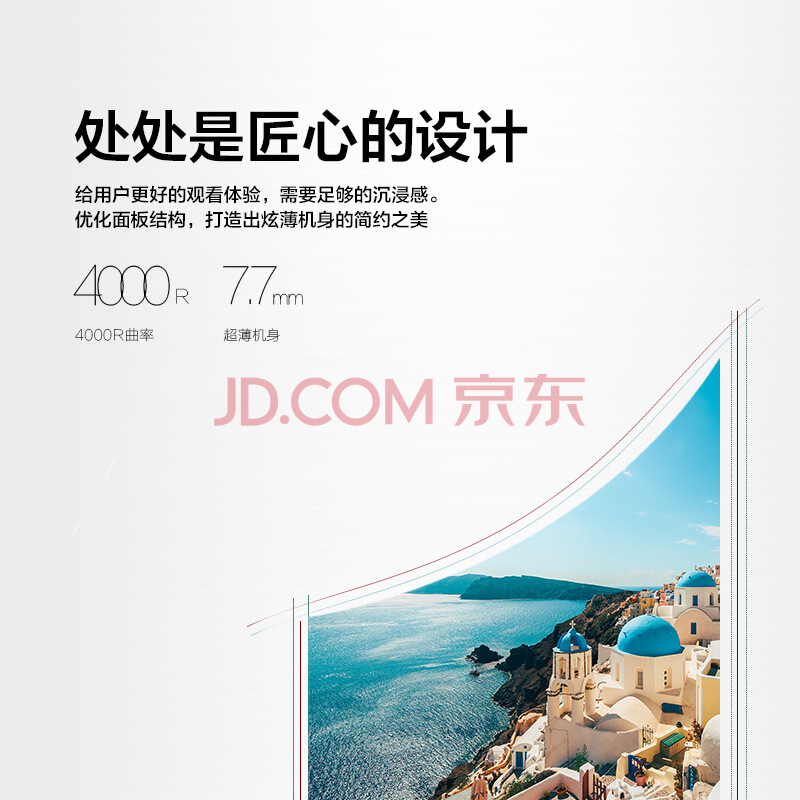 处处是匠心的设计
给用户更好的观看体验，需要足够的沉浸感。
优化面板结构，打造出炫薄机身的简约之美
4000R 7.7mm
4000R曲率 超薄机身
JD.COM 京东